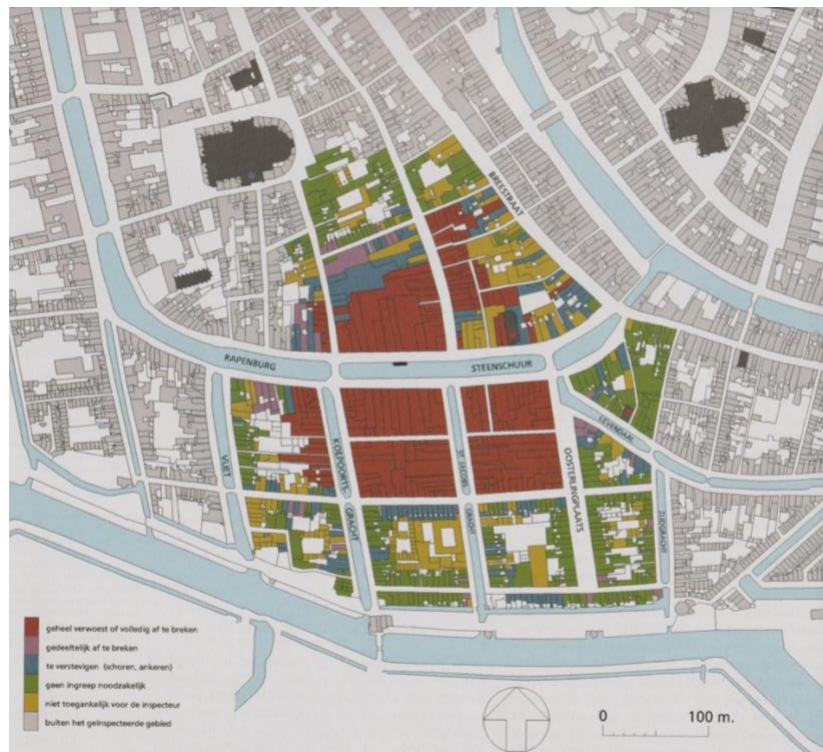 BREESTRAAT
RAPENBURG
STEENSCHUUR
LEVENDAAL
VLIET
KOEPOORTS
GRACHT
ST. JACOBS
GRACHT
OOSTERLINGPLAATS
ZIJDGRACHT
geheel verwoest of volledig af te breken
gedeeltelijk af te breken
te verstevigen (schoren, ankeren)
geen ingreep noodzakelijk
niet toegankelijk voor de inspecteur
buiten het geïnspecteerde gebied
0 100 m.